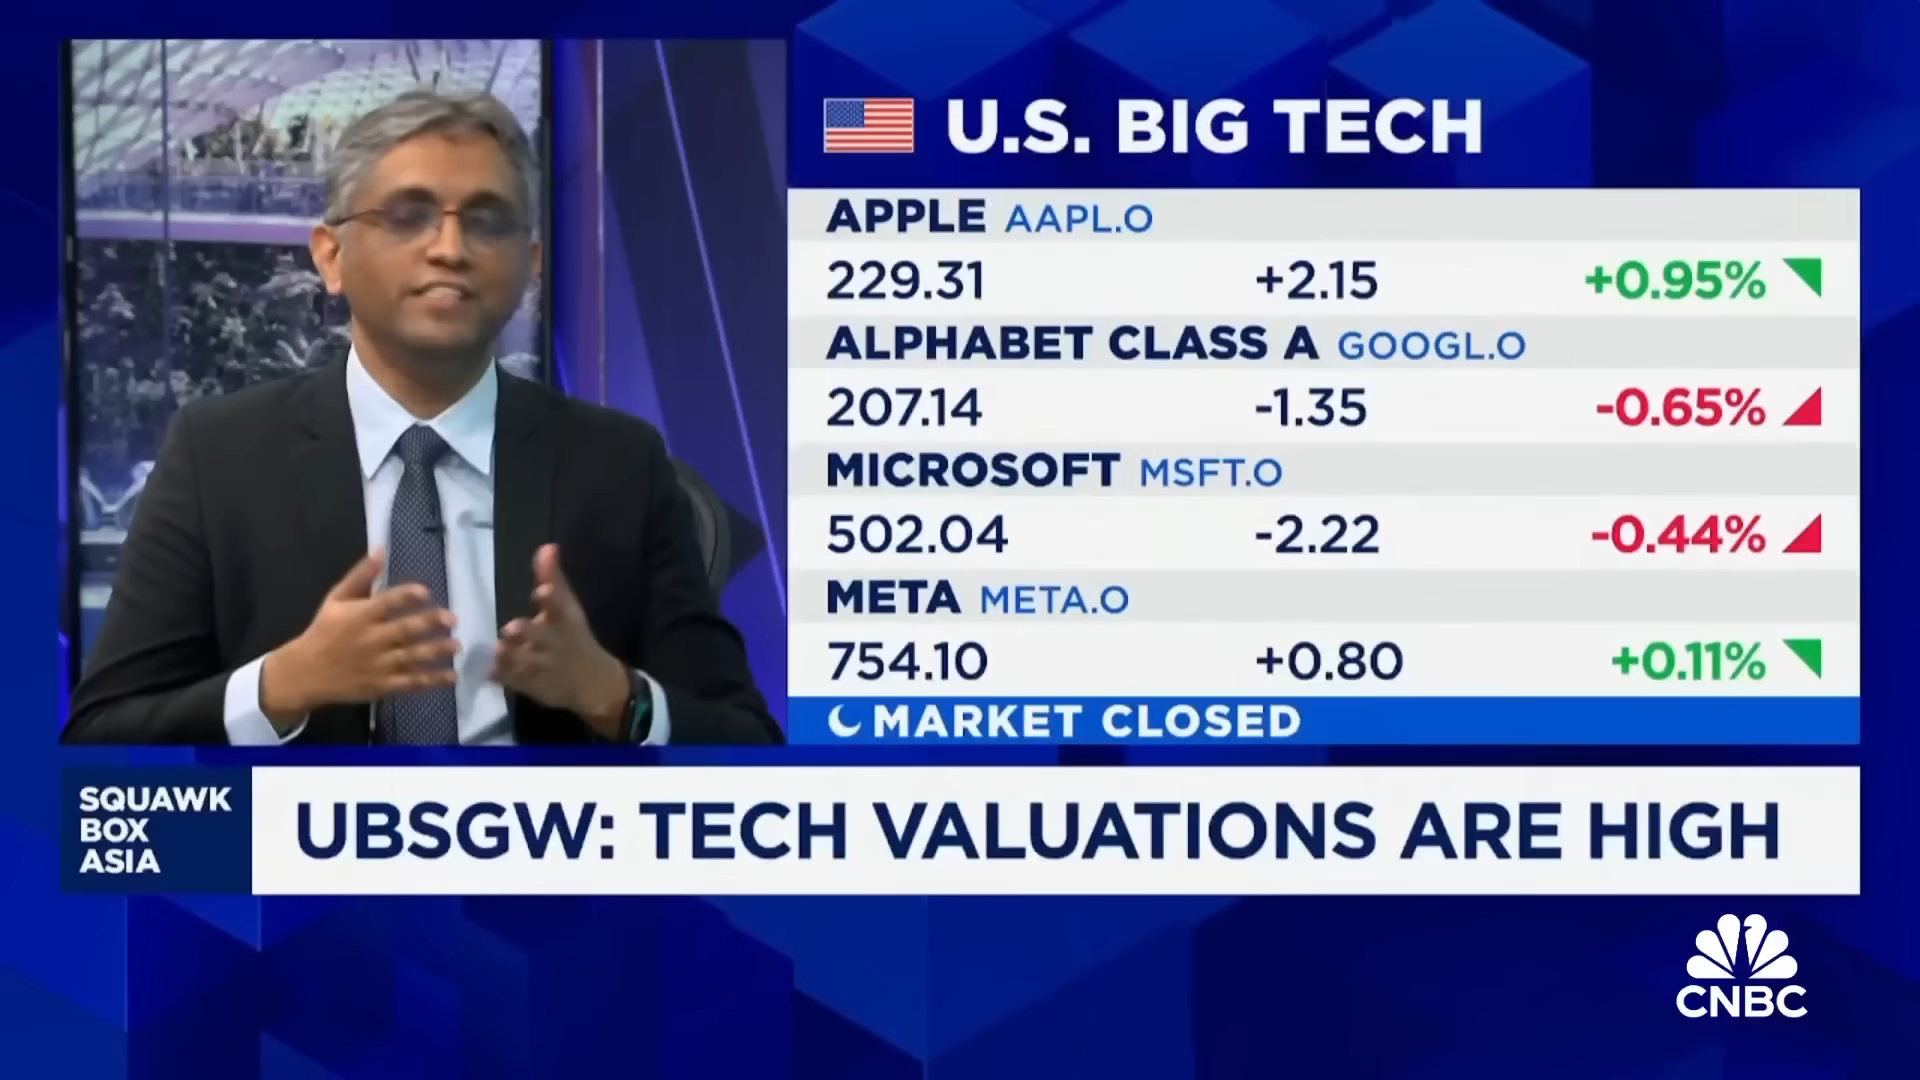 U.S. BIG TECH
APPLE AAPL.O
229.31 +2.15 +0.95%
ALPHABET CLASS A GOOGL.O
207.14 -1.35 -0.65%
MICROSOFT MSFT.O
502.04 -2.22 -0.44%
META META.O
754.10 +0.80 +0.11%
MARKET CLOSED
SQUAWK
BOX
ASIA
UBSGW: TECH VALUATIONS ARE HIGH
CNBC